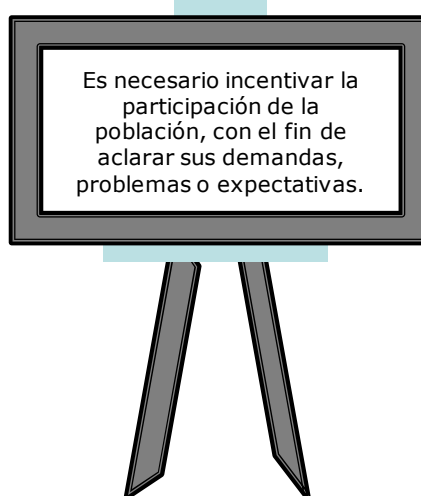 Es necesario incentivar la
participación de la
población, con el fin de
aclarar sus demandas,
problemas o expectativas.